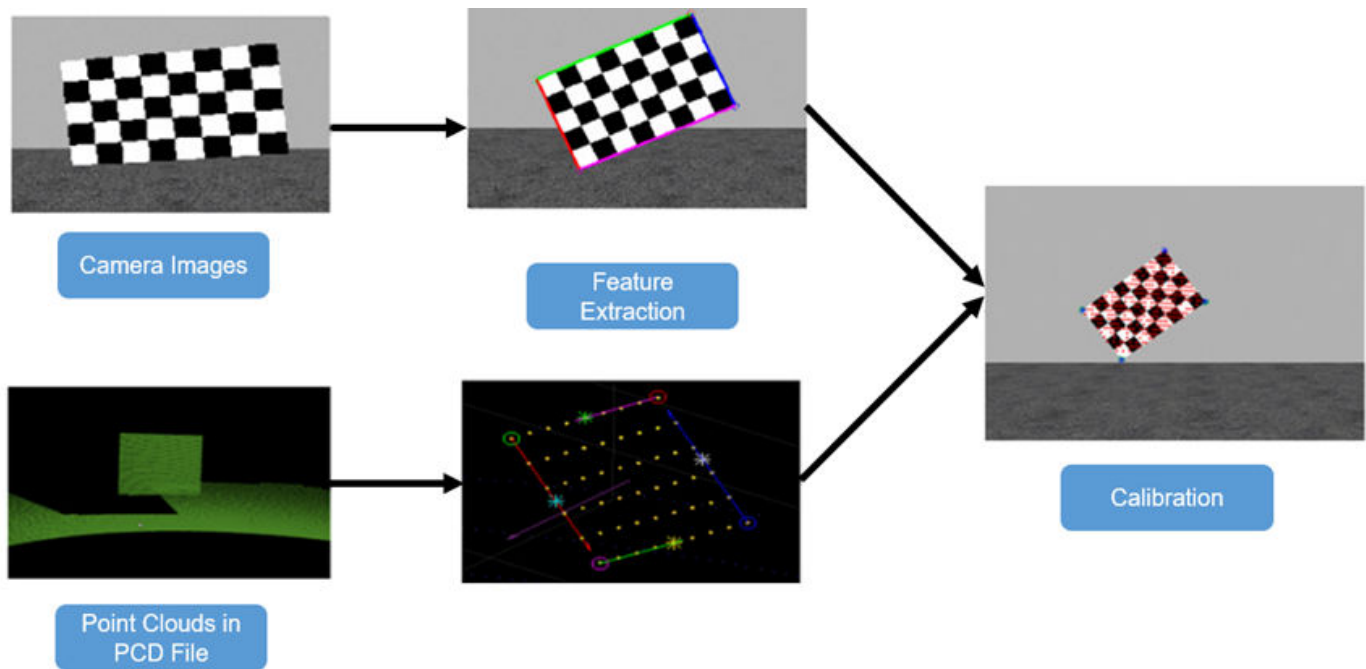 Camera Images
Feature
Extraction
Calibration
Point Clouds in
PCD File